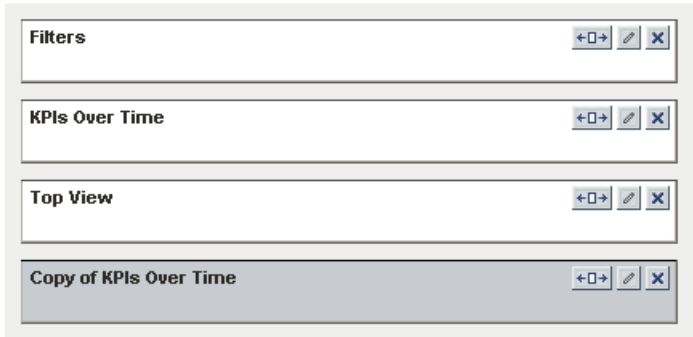 Filters
KPIs Over Time
Top View
Copy of KPIs Over Time